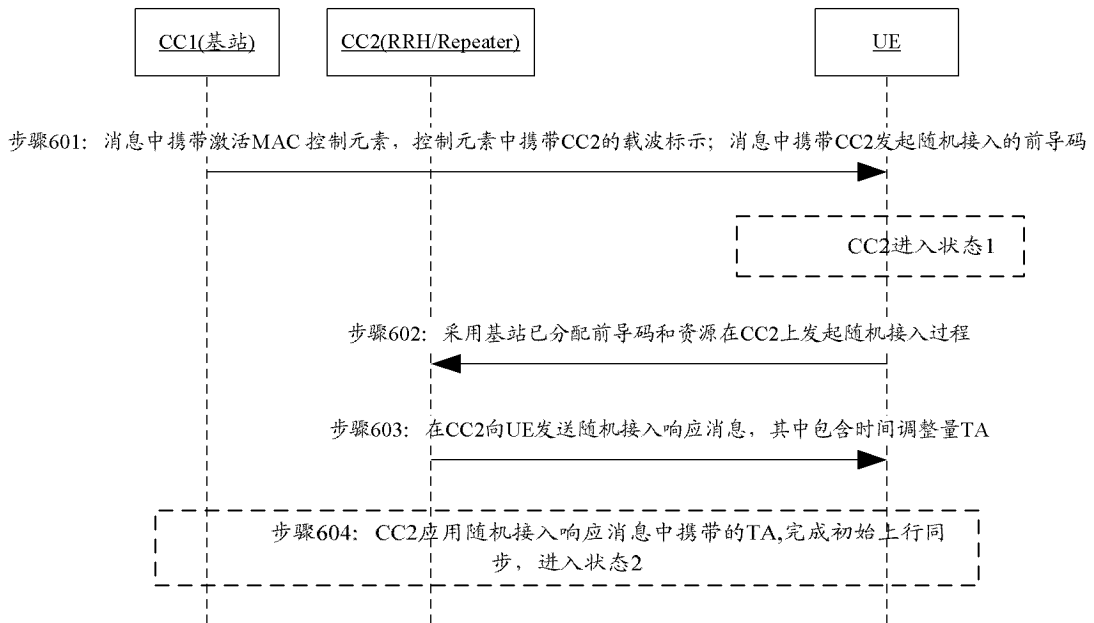 CC1(基站)
CC2(RRH/Repeater)
UE
步骤601：消息中携带激活MAC 控制元素，控制元素中携带CC2的载波标示；消息中携带CC2发起随机接入的前导码
CC2进入状态1
步骤602：采用基站已分配前导码和资源在CC2上发起随机接入过程
步骤603：在CC2向UE发送随机接入响应消息，其中包含时间调整量TA
步骤604：CC2应用随机接入响应消息中携带的TA,完成初始上行同
步，进入状态2